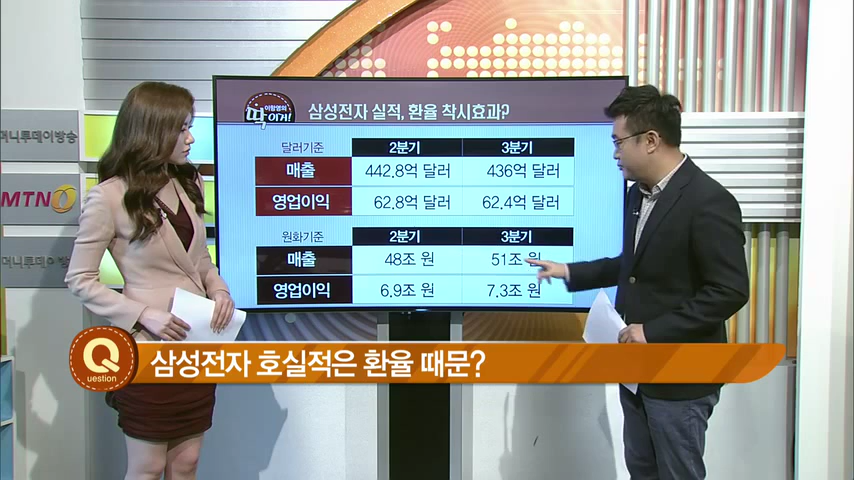 이항영의
딱 이거!
삼성전자 실적, 환율 착시효과?
달러기준 2분기 3분기
매출 442.8억 달러 436억 달러
영업이익 62.8억 달러 62.4억 달러
원화기준 2분기 3분기
매출 48조 원 51조 원
영업이익 6.9조 원 7.3조 원
머니투데이방송
MTN
머니투데이방
Question
삼성전자 호실적은 환율 때문?